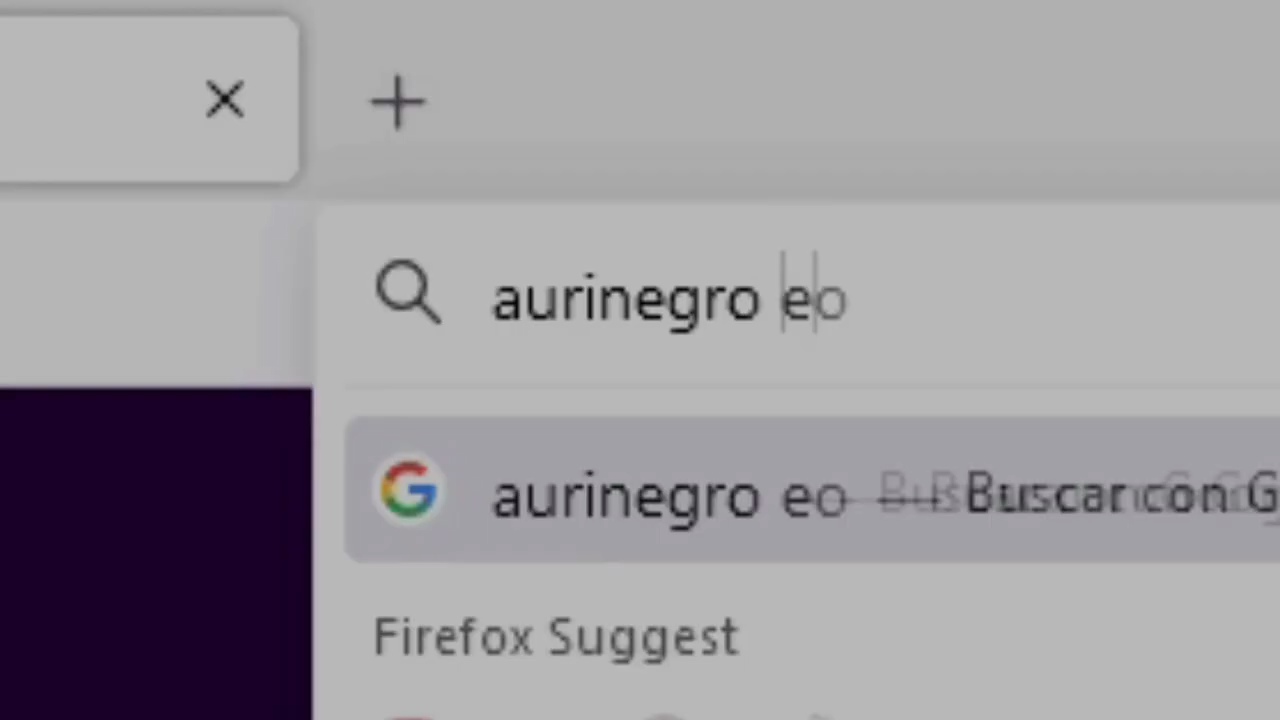 aurinegro eo
aurinegro eo — Buscar con G
Firefox Suggest